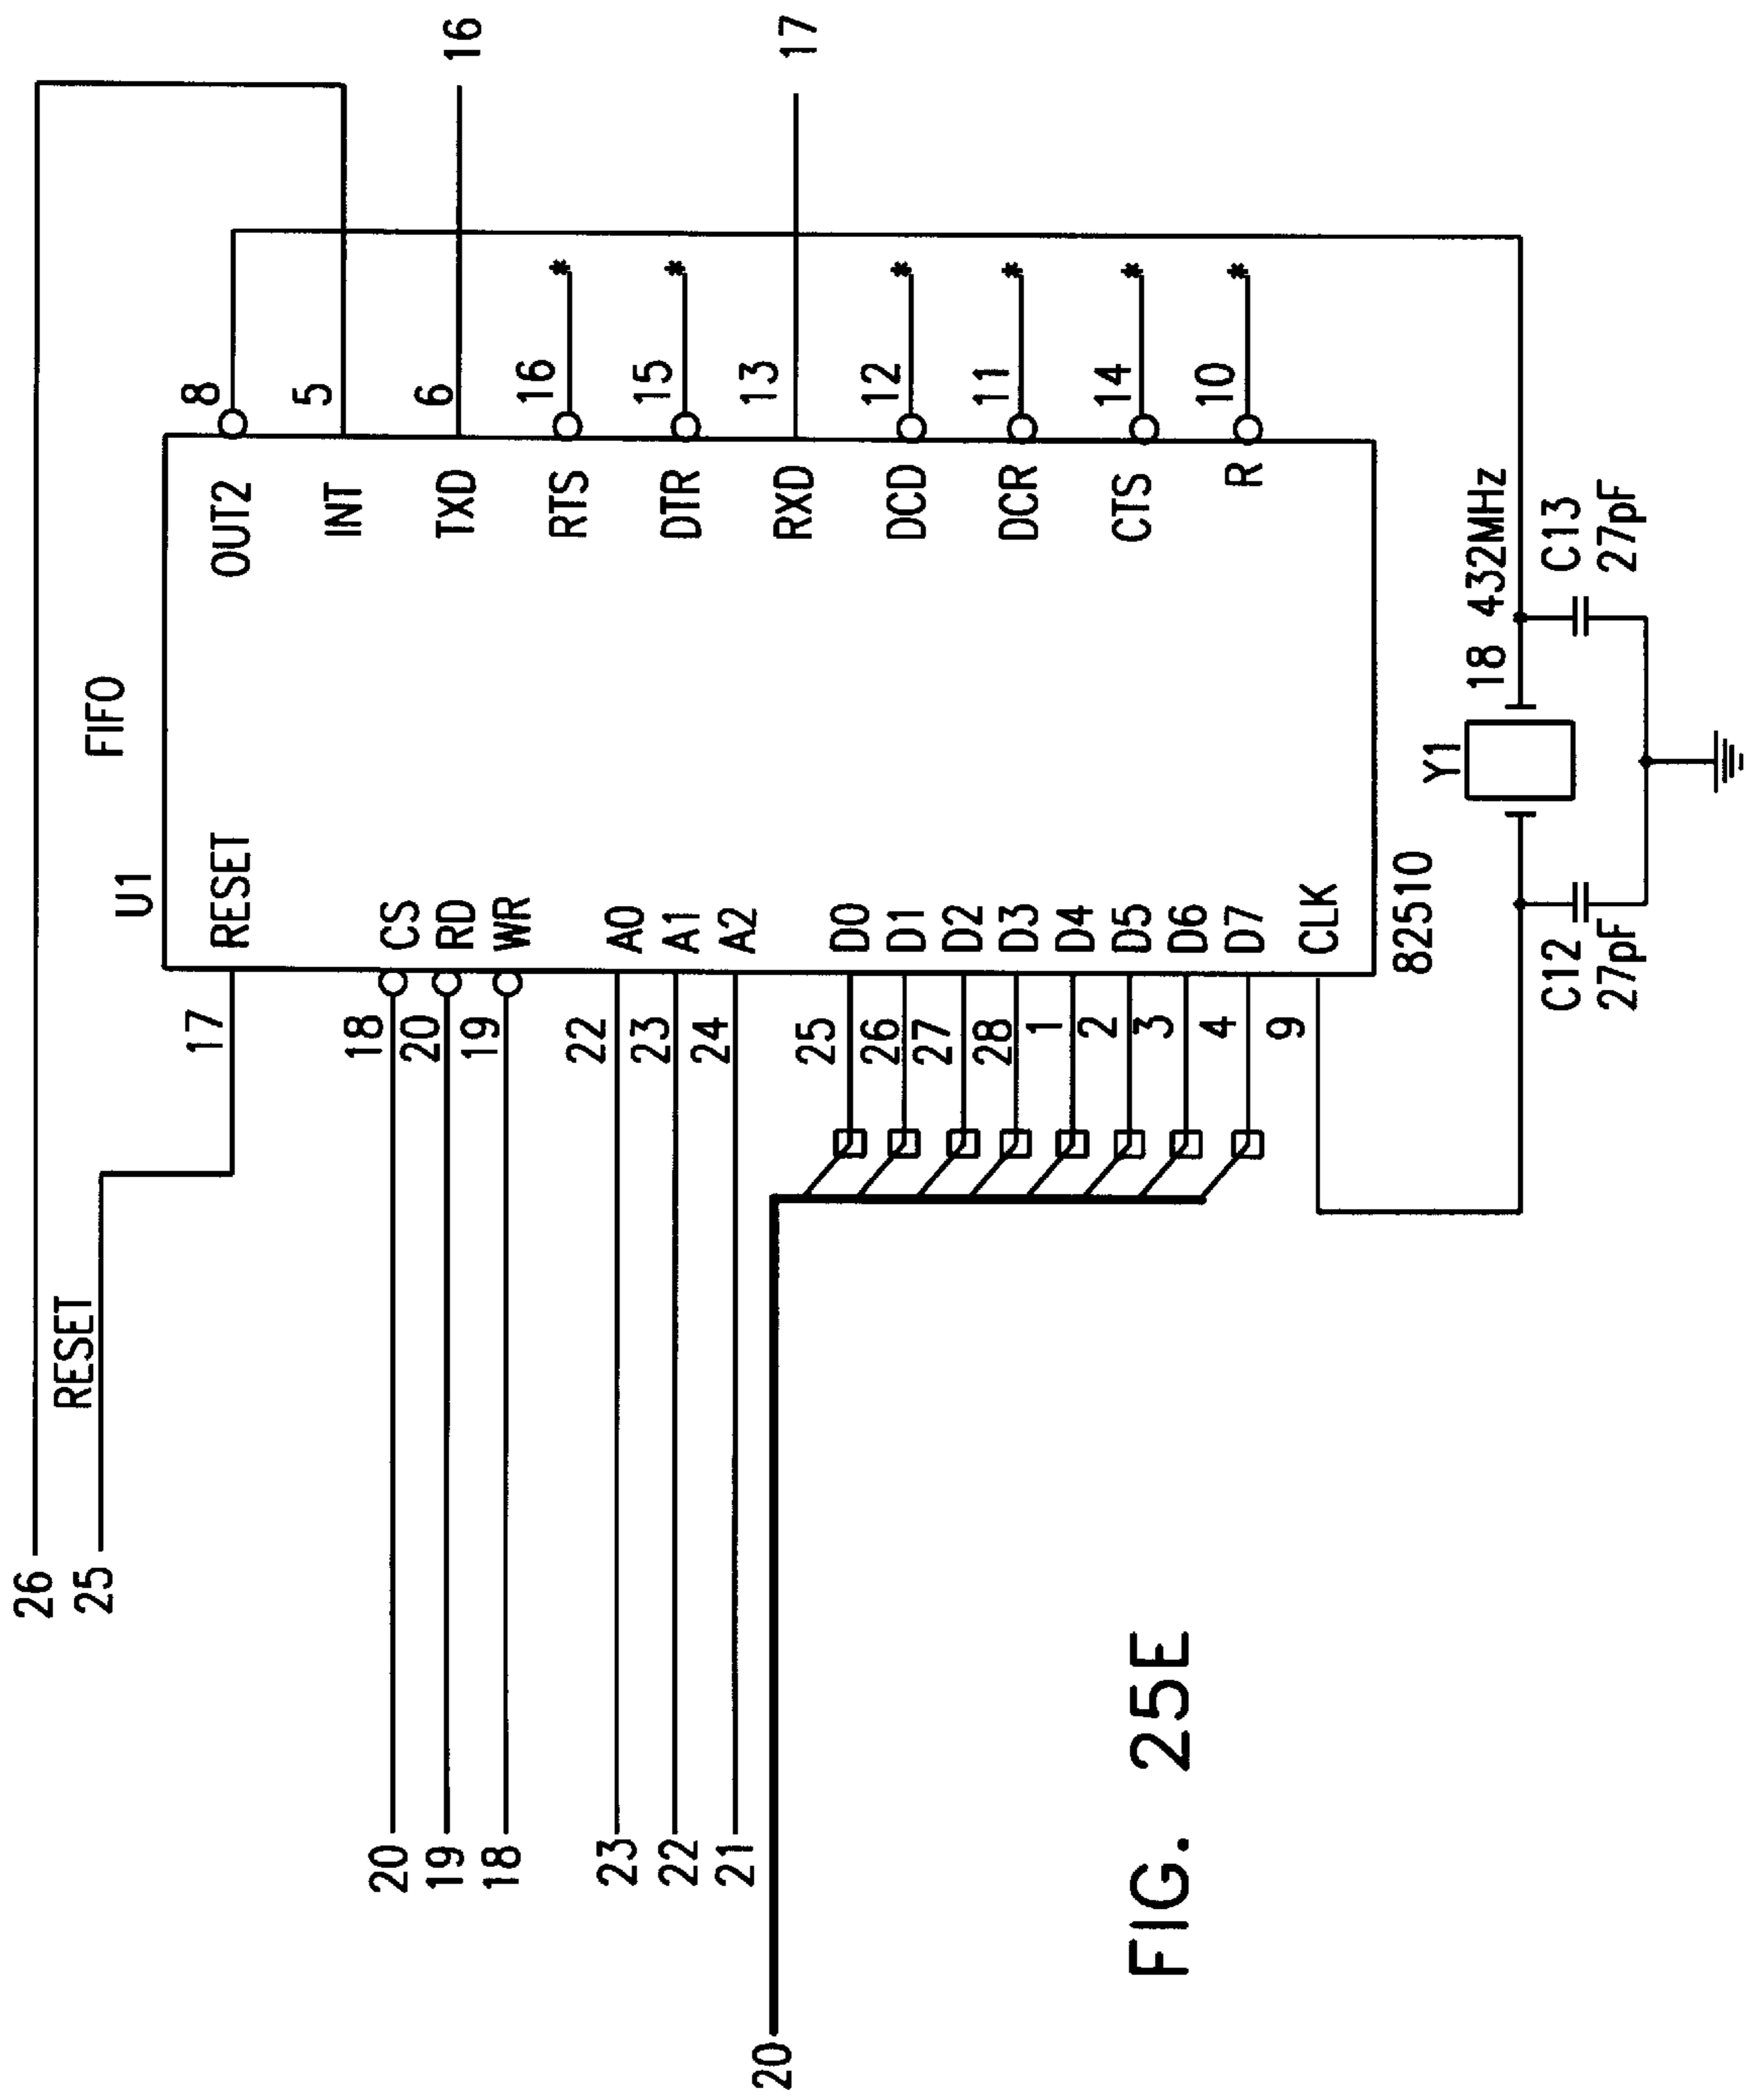 26
25 RESET
U1 FIFO
17 RESET OUT2 8
INT 5
20 18 CS TXD 6 16
19 20 RD
18 19 WR RTS 16 *
23 22 A0 DTR 15 *
22 23 A1
21 24 A2 RXD 13 17
20
25 D0 DCD 12 *
26 D1
27 D2 DCR 11 *
28 D3
1 D4 CTS 14 *
2 D5
3 D6 R 10 *
4 D7
9 CLK
82510
Y1 18 432MHz
C12 C13
27pF 27pF
FIG. 25E